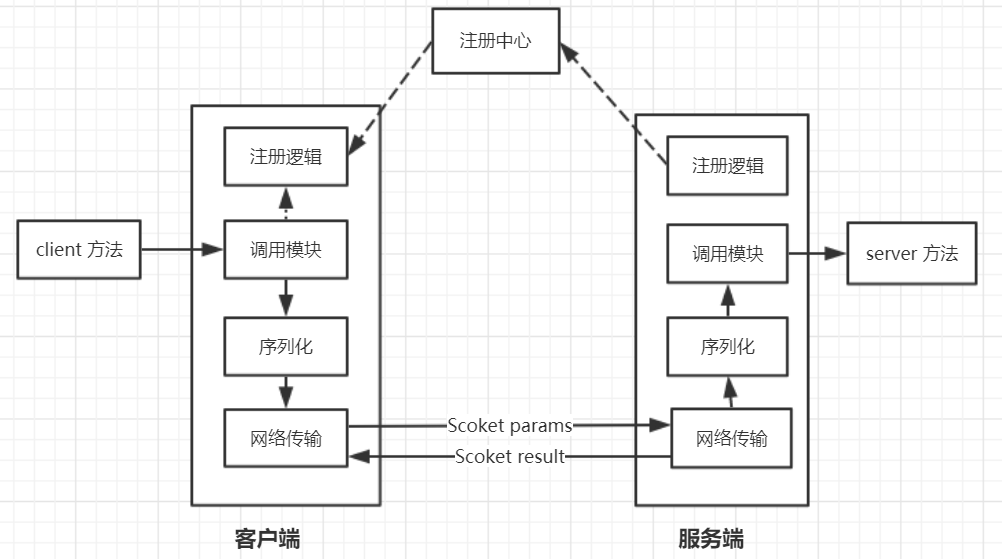 注册中心
注册逻辑
注册逻辑
client 方法
调用模块
调用模块
server 方法
序列化
序列化
网络传输
Scoket params
网络传输
Scoket result
客户端
服务端